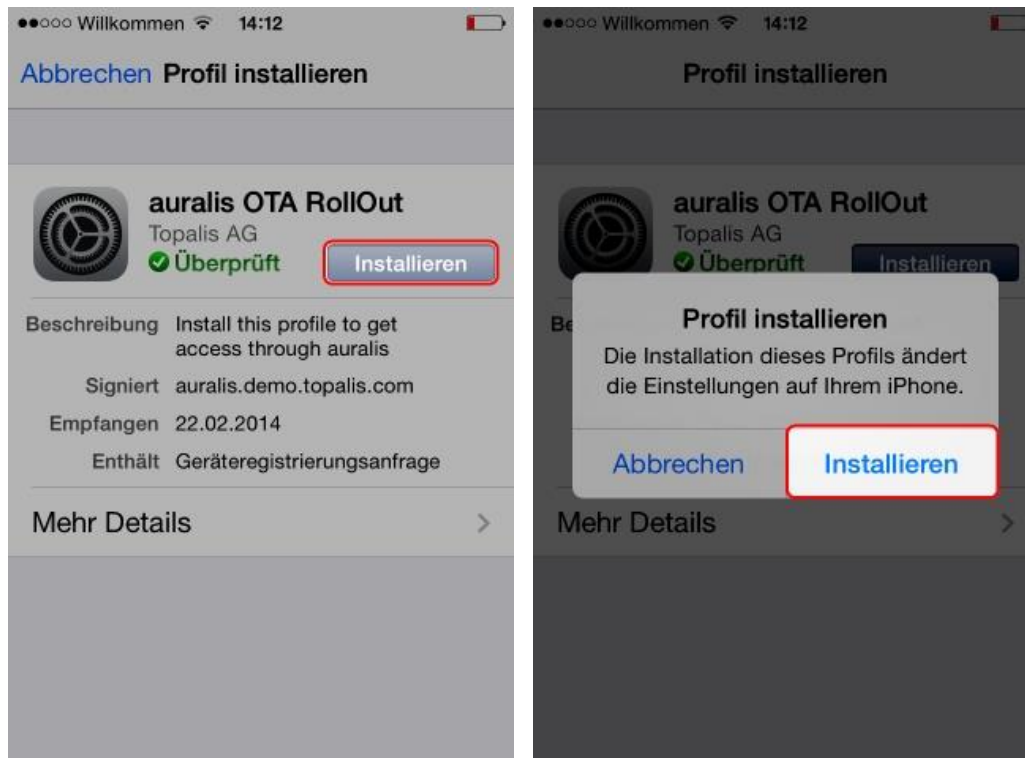 Willkommen 14:12
Abbrechen Profil installieren
auralis OTA RollOut
Topalis AG
Überprüft Installieren
Beschreibung Install this profile to get
access through auralis
Signiert auralis.demo.topalis.com
Empfangen 22.02.2014
Enthält Geräteregistrierungsanfrage
Mehr Details
Willkommen 14:12
Profil installieren
auralis OTA RollOut
Topalis AG
Überprüft Installieren
Be
Profil installieren
Die Installation dieses Profils ändert
die Einstellungen auf Ihrem iPhone.
Abbrechen Installieren
Mehr Details